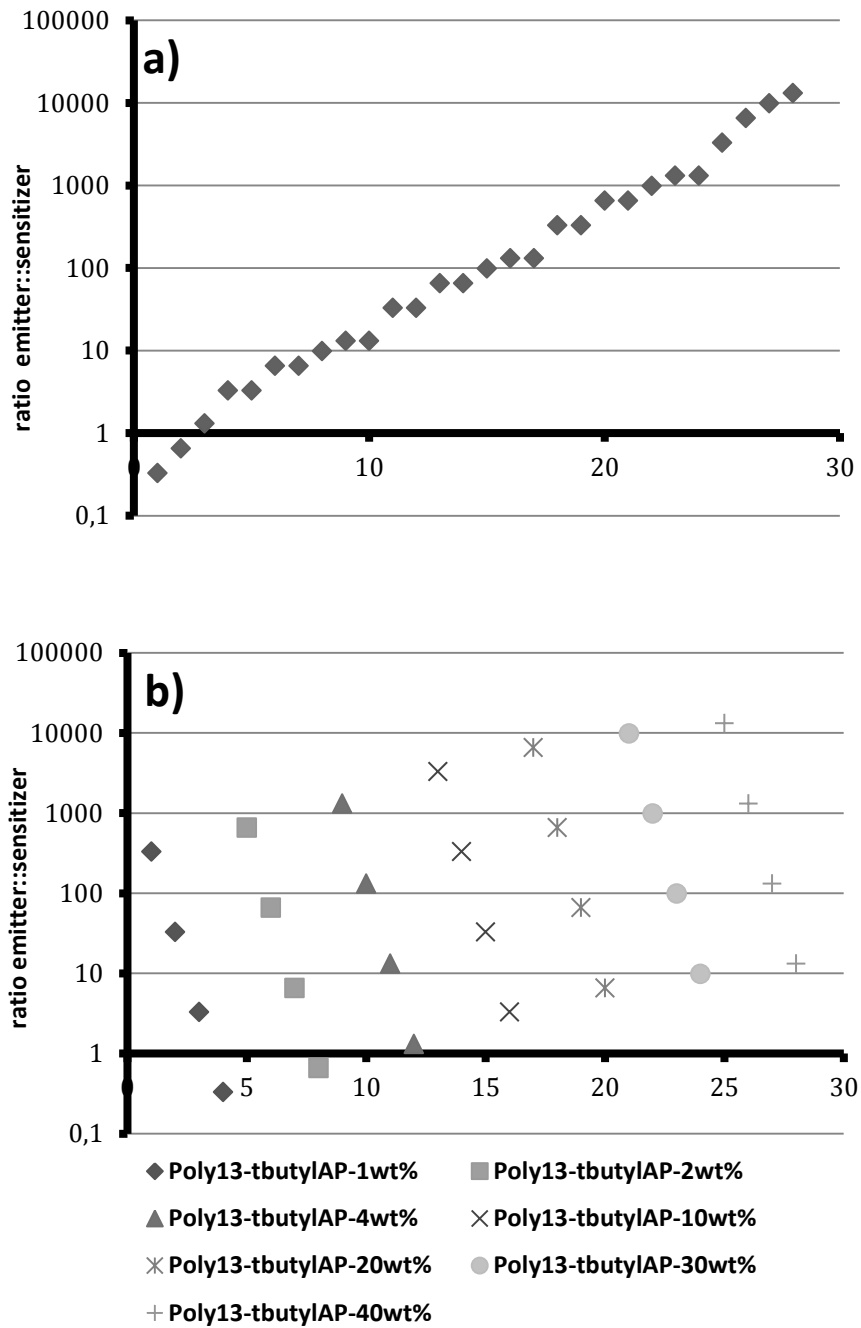 100000
a)
10000
1000
100
10
1
0
10
20
30
0,1
ratio emitter::sensitizer
100000
b)
10000
1000
100
10
1
0
5
10
15
20
25
30
0,1
ratio emitter::sensitizer
Poly13-tbutylAP-1wt%
Poly13-tbutylAP-2wt%
Poly13-tbutylAP-4wt%
Poly13-tbutylAP-10wt%
Poly13-tbutylAP-20wt%
Poly13-tbutylAP-30wt%
Poly13-tbutylAP-40wt%